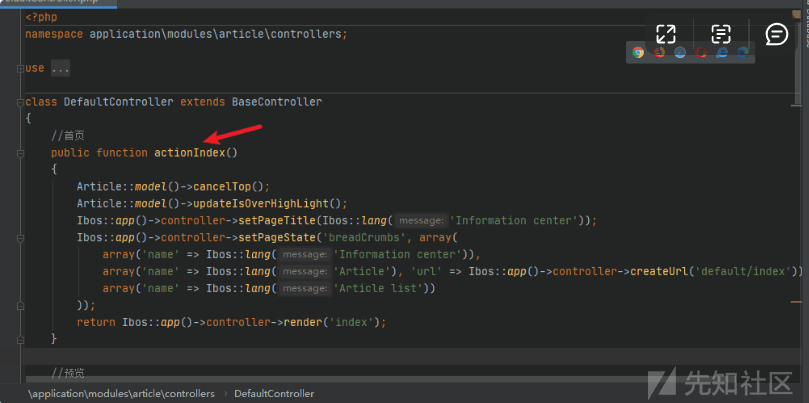 <?php
namespace application\modules\article\controllers;
use ...
class DefaultController extends BaseController
{
//首页
public function actionIndex()
{
Article::model()->cancelTop();
Article::model()->updateIsOverHighLight();
Ibos::app()->controller->setPageTitle(Ibos::lang( message: 'Information center'));
Ibos::app()->controller->setPageState('breadCrumbs', array(
array('name' => Ibos::lang( message: 'Information center')),
array('name' => Ibos::lang( message: 'Article'), 'url' => Ibos::app()->controller->createUrl('default/index'))
array('name' => Ibos::lang( message: 'Article list'))
));
return Ibos::app()->controller->render('index');
}
//预览
\application\modules\article\controllers > DefaultController
先知社区